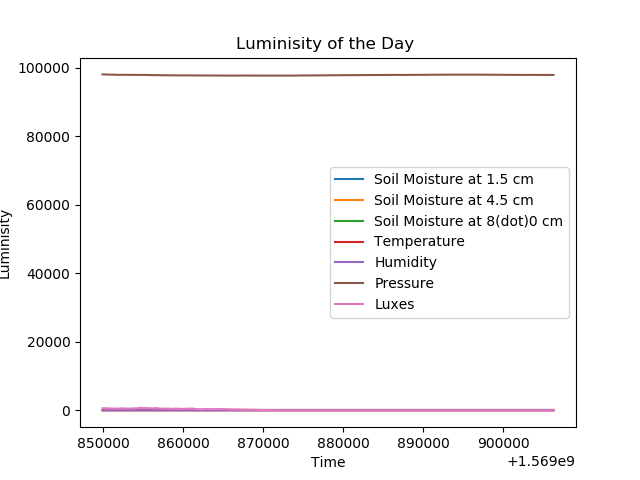 Luminisity of the Day
100000
80000
60000
40000
20000
0
Luminisity
Soil Moisture at 1.5 cm
Soil Moisture at 4.5 cm
Soil Moisture at 8(dot)0 cm
Temperature
Humidity
Pressure
Luxes
850000 860000 870000 880000 890000 900000
Time
+1.569e9